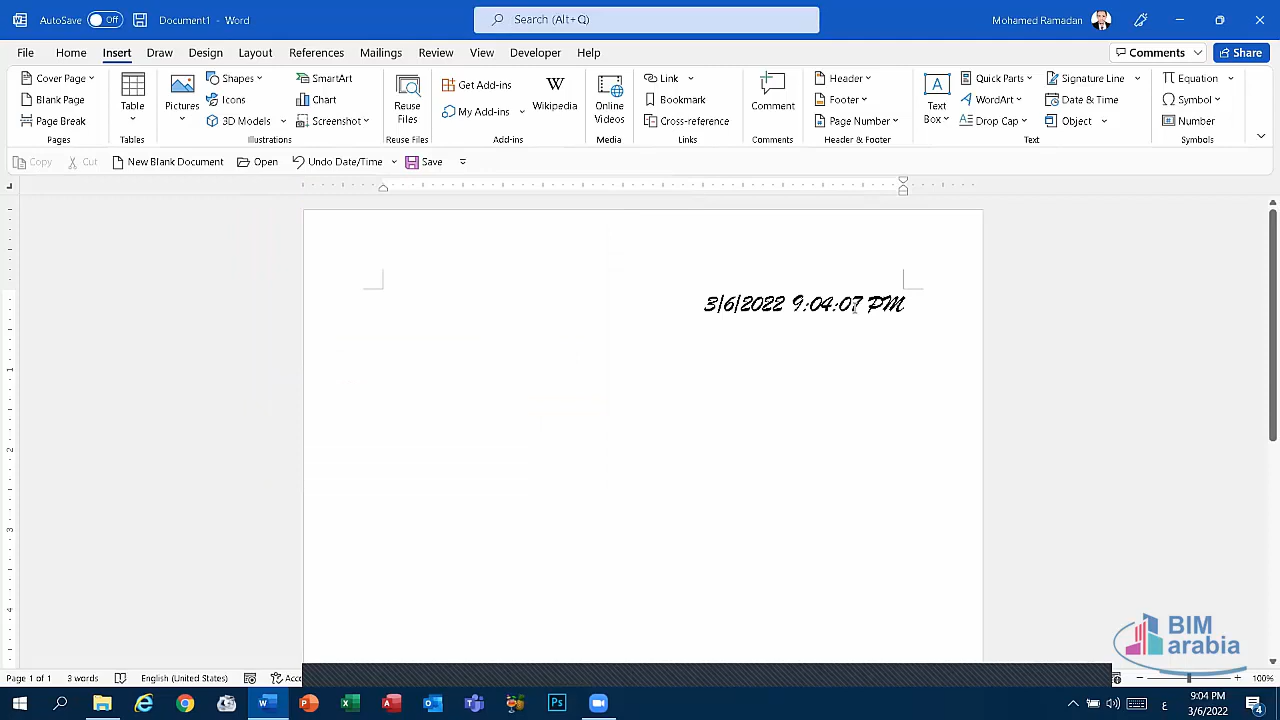 AutoSave Off Document1 - Word Search (Alt+Q) Mohamed Ramadan
File Home Insert Draw Design Layout References Mailings Review View Developer Help Comments Share
Cover Page
Blank Page
Page Break
Pages
Table
Tables
Pictures
Shapes
Icons
3D Models
SmartArt
Chart
Screenshot
Illustrations
Reuse
Files
Reuse Files
Get Add-ins
My Add-ins
Wikipedia
Add-ins
Online
Videos
Media
Link
Bookmark
Cross-reference
Links
Comment
Comments
Header
Footer
Page Number
Header & Footer
Text
Box
Quick Parts
WordArt
Drop Cap
Signature Line
Date & Time
Object
Text
Equation
Symbol
Number
Symbols
Copy Cut New Blank Document Open Undo Date/Time Save
3/6/2022 9:04:07 PM
1
2
3
4
BIM
arabia
Page 1 of 1 3 words English (United States) 100%
9:04 PM
3/6/2022
4